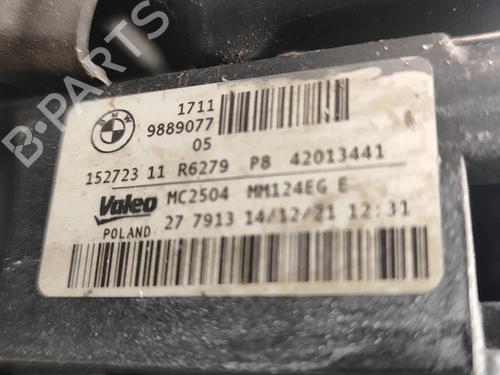 B-PARTS
BMW
1711
9889077
05
152723 11 R6279 P8 42013441
Valeo MC2504 MM124EG E
POLAND 27 7913 14/12/21 12:31